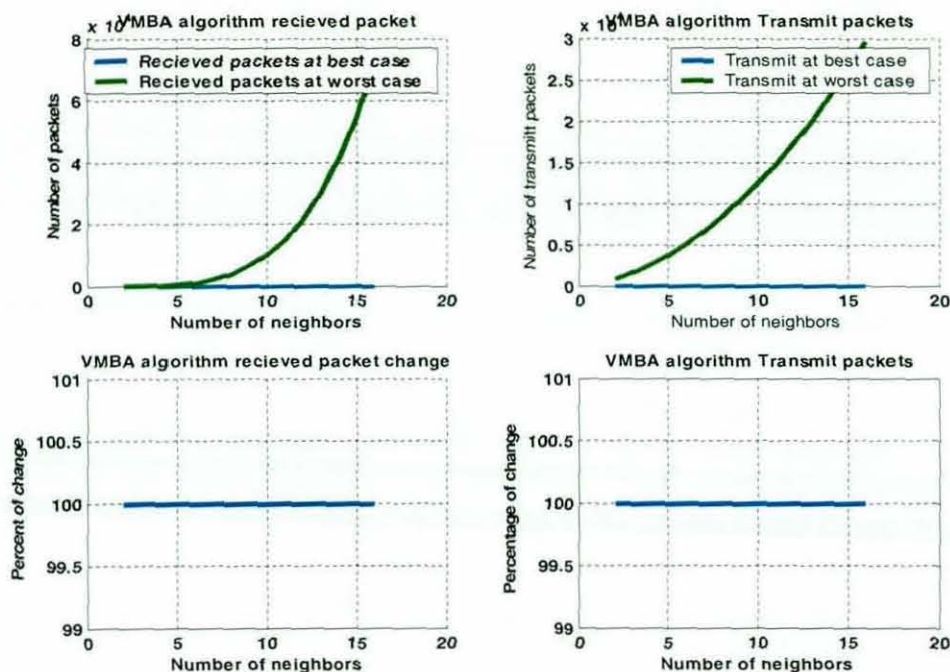 x 10
VMBA algorithm recieved packet
8
6
4
2
0
Number of packets
Recieved packets at best case
Recieved packets at worst case
0 5 10 15 20
Number of neighbors
x 10
VMBA algorithm Transmit packets
3
2.5
2
1.5
1
0.5
0
Number of transmitt packets
Transmit at best case
Transmit at worst case
0 5 10 15 20
Number of neighbors
VMBA algorithm recieved packet change
101
100.5
100
99.5
99
Percent of change
0 5 10 15 20
Number of neighbors
VMBA algorithm Transmit packets
101
100.5
100
99.5
99
Percentage of change
0 5 10 15 20
Number of neighbors